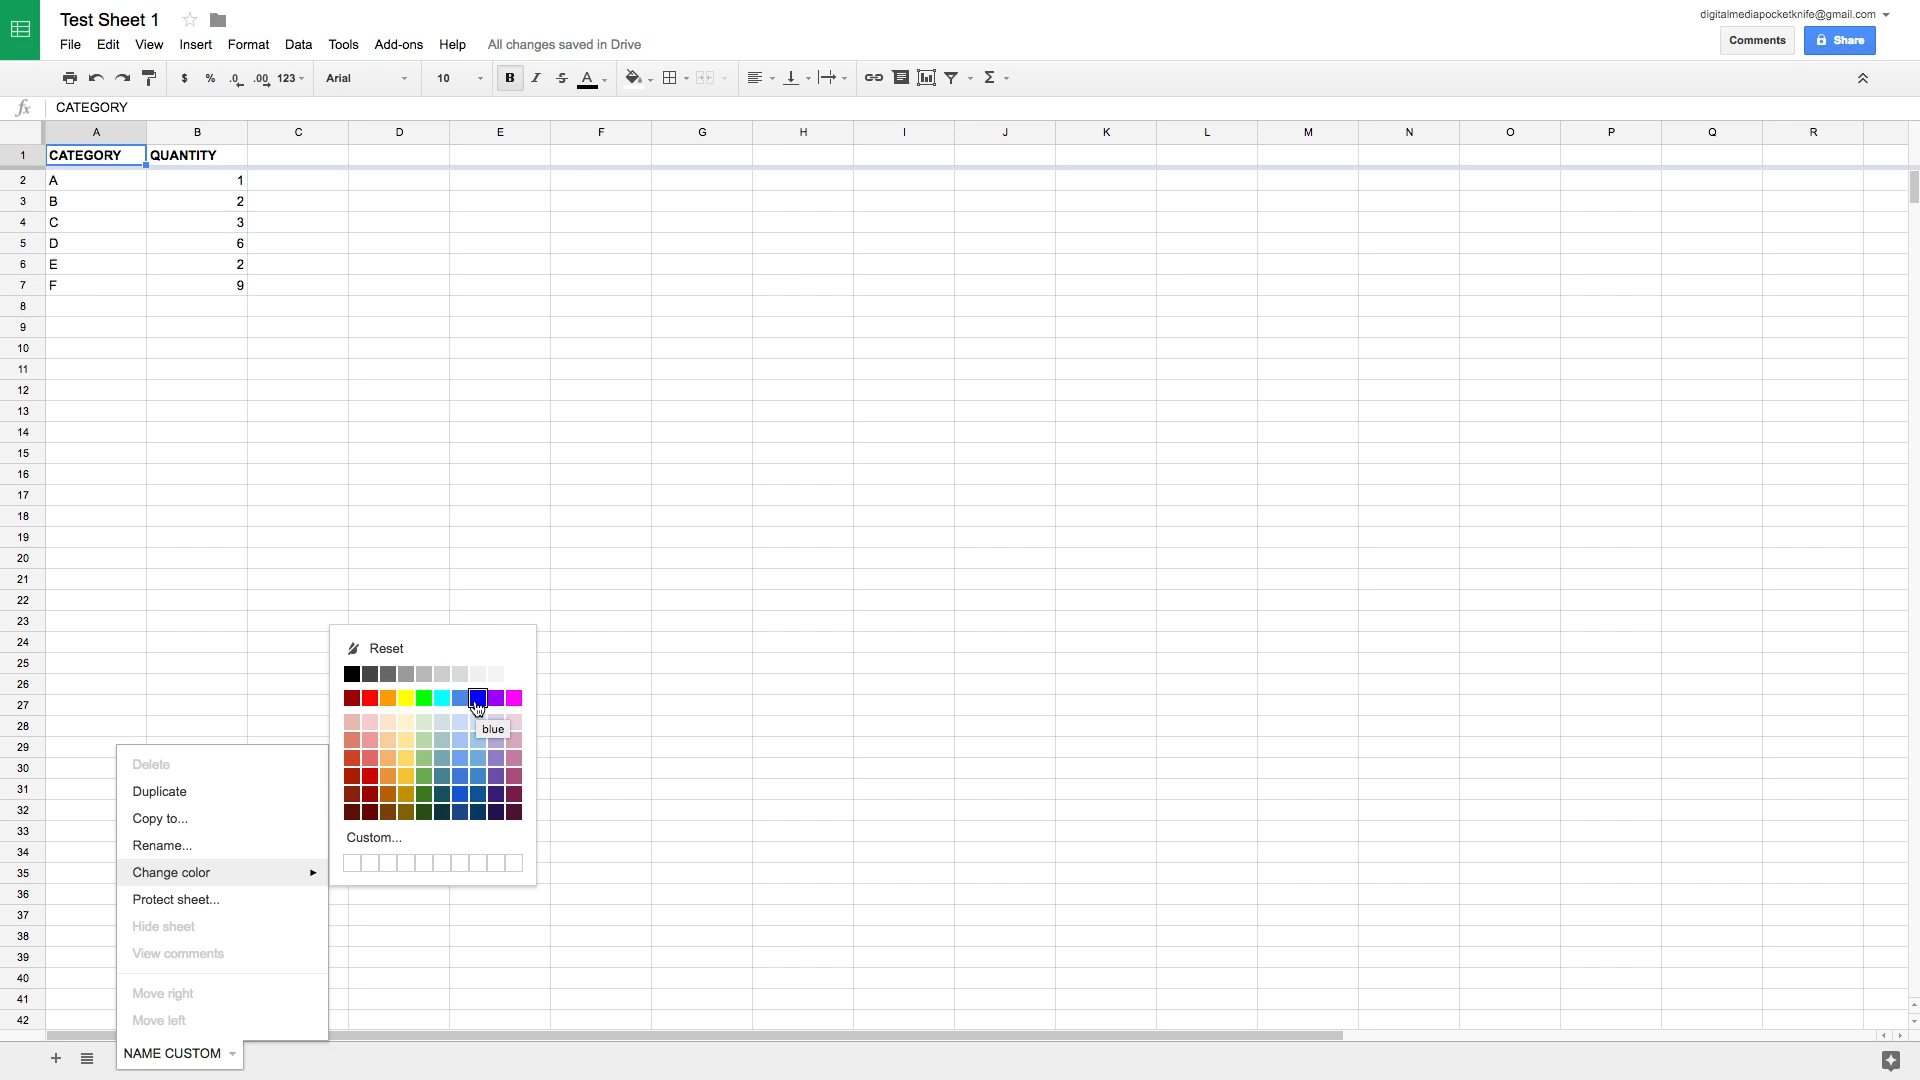 Test Sheet 1
digitalmediapocketknife@gmail.com
File Edit View Insert Format Data Tools Add-ons Help All changes saved in Drive
Comments Share
$ % .0 .00 123 Arial 10 B I S A Σ
fx CATEGORY
A B C D E F G H I J K L M N O P Q R
1 CATEGORY QUANTITY
2 A 1
3 B 2
4 C 3
5 D 6
6 E 2
7 F 9
8
9
10
11
12
13
14
15
16
17
18
19
20
21
22
23
24
25
26
27
28
29
30
31
32
33
34
35
36
37
38
39
40
41
42
Reset
blue
Custom...
Delete
Duplicate
Copy to...
Rename...
Change color
Protect sheet...
Hide sheet
View comments
Move right
Move left
NAME CUSTOM